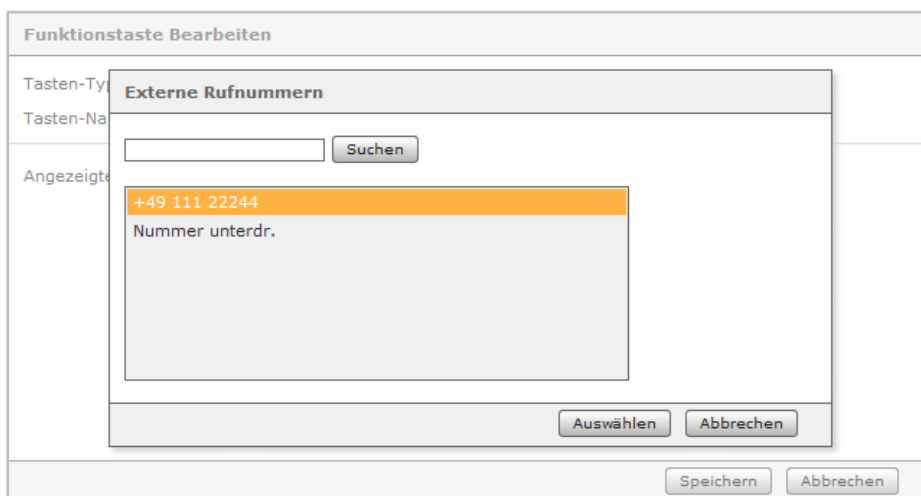 Funktionstaste Bearbeiten
Tasten-Typ
Externe Rufnummern
Tasten-Na
Suchen
Angezeigte
+49 111 22244
Nummer unterdr.
Auswählen Abbrechen
Speichern Abbrechen